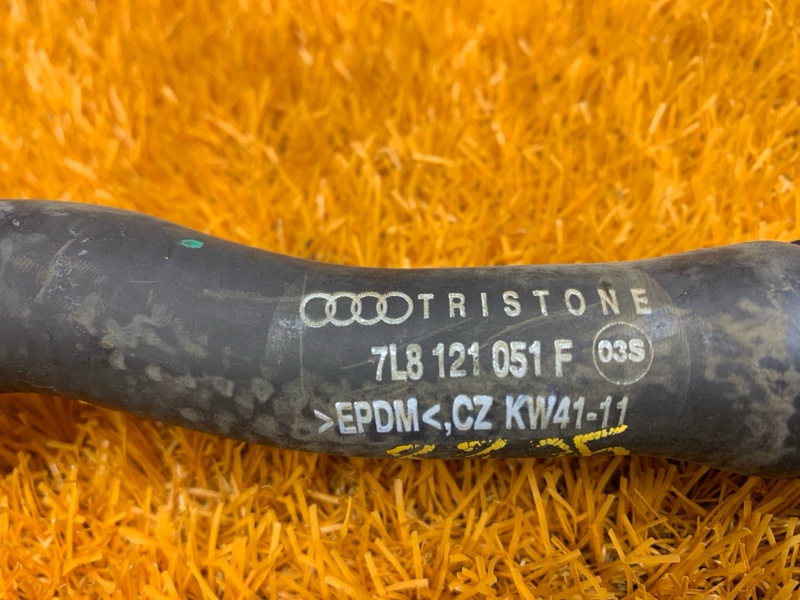 TRISTONE
7L8 121 051 F 03S
>EPDM<,CZ KW41-11